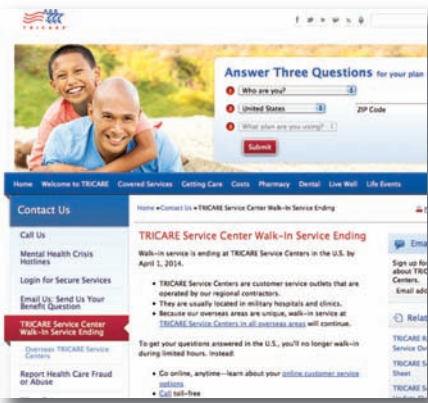 TRICARE
Answer Three Questions for your plan
1 Who are you?
2 United States
ZIP Code
3 What plan are you using?
Submit
Home Welcome to TRICARE Covered Services Getting Care Costs Pharmacy Dental Live Well Life Events
Contact Us
Call Us
Mental Health Crisis
Hotlines
Login for Secure Services
Email Us: Send Us Your
Benefit Question
TRICARE Service Center
Walk-In Service Ending
Overseas TRICARE Service
Centers
Report Health Care Fraud
or Abuse
Home ▸ Contact Us ▸ TRICARE Service Center Walk-In Service Ending
TRICARE Service Center Walk-In Service Ending
Walk-in service is ending at TRICARE Service Centers in the U.S. by
April 1, 2014.
• TRICARE Service Centers are customer service outlets that are
operated by our regional contractors.
• They are usually located in military hospitals and clinics.
• Because our overseas areas are unique, walk-in service at
TRICARE Service Centers in all overseas areas will continue.
To get your questions answered in the U.S., you'll no longer walk-in
during limited hours. Instead:
• Go online, anytime—learn about your online customer service
options
• Call toll-free
Sign up fo
about TRIC
Centers.
Email add
Relat
TRICARE R
Service Ov
TRICARE S
Sheet
TRICARE S